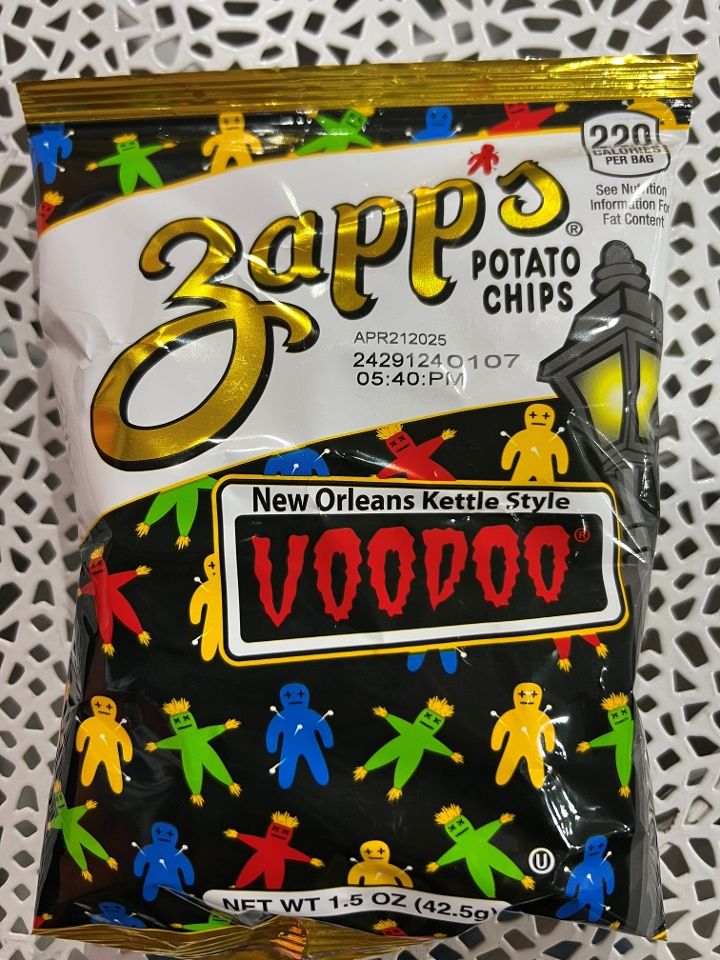 220
CALORIES
PER BAG
See Nutrition
Information For
Fat Content
Zapp's®
POTATO
CHIPS
APR212025
24291240107
05:40:PM
New Orleans Kettle Style
VOODOO®
U
NET WT 1.5 OZ (42.5g)